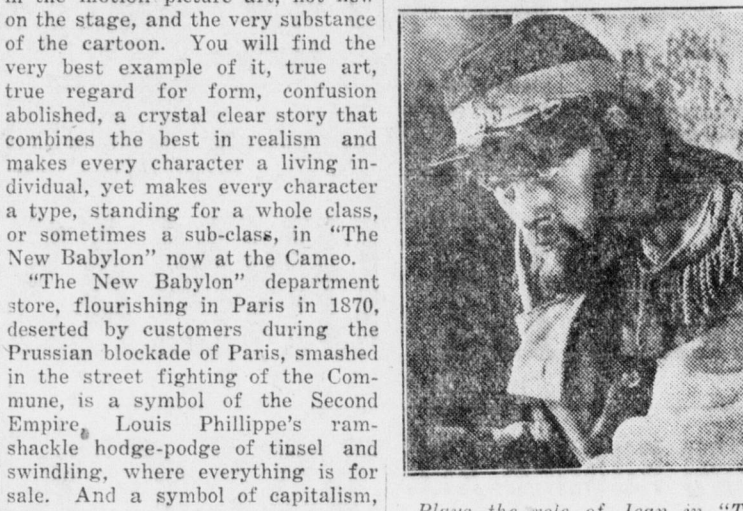 in the motion picture art, not now
on the stage, and the very substance
of the cartoon. You will find the
very best example of it, true art,
true regard for form, confusion
abolished, a crystal clear story that
combines the best in realism and
makes every character a living in-
dividual, yet makes every character
a type, standing for a whole class,
or sometimes a sub-class, in "The
New Babylon" now at the Cameo.
"The New Babylon" department
store, flourishing in Paris in 1870,
deserted by customers during the
Prussian blockade of Paris, smashed
in the street fighting of the Com-
mune, is a symbol of the Second
Empire, Louis Phillippe's ram-
shackle hodge-podge of tinsel and
swindling, where everything is for
sale. And a symbol of capitalism,
Plays the role of Jean in "T